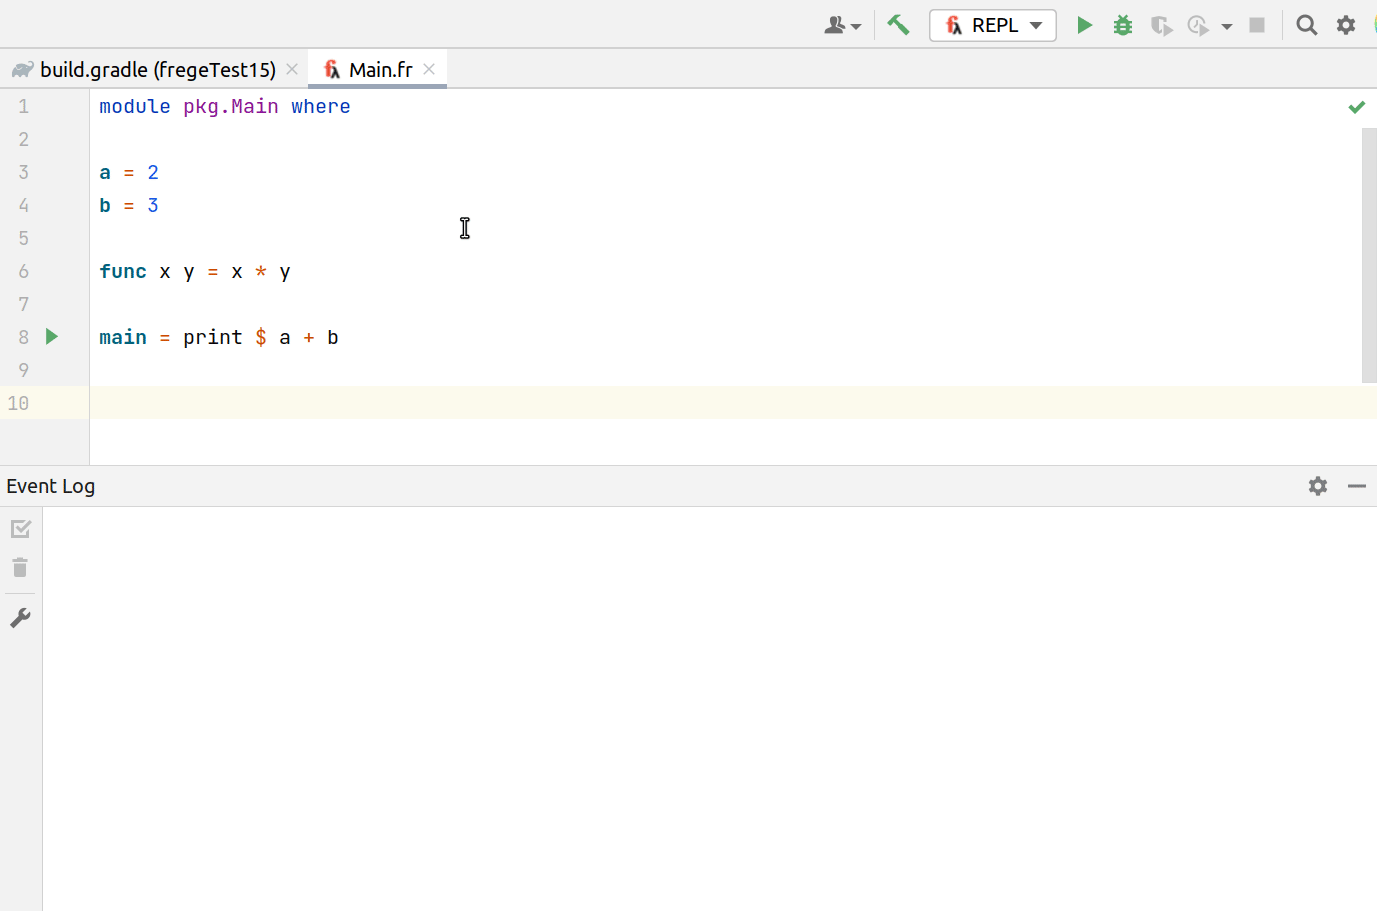 REPL
build.gradle (fregeTest15) Main.fr
1 module pkg.Main where
2
3 a = 2
4 b = 3
5
6 func x y = x * y
7
8 main = print $ a + b
9
10
Event Log